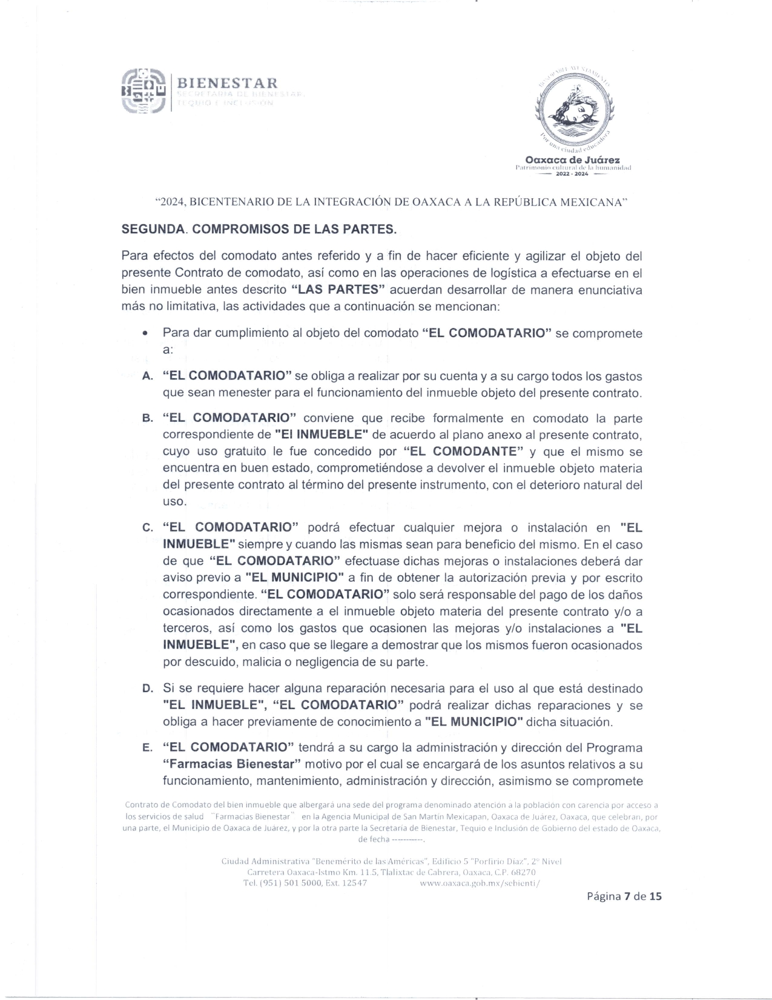 BIENESTAR
SECRETARÍA DE BIENESTAR,
TEQUIO E INCLUSIÓN
HONORABLE AYUNTAMIENTO
Por una ciudad educadora
Oaxaca de Juárez
Patrimonio cultural de la humanidad
2022 - 2024
“2024, BICENTENARIO DE LA INTEGRACIÓN DE OAXACA A LA REPÚBLICA MEXICANA”
SEGUNDA. COMPROMISOS DE LAS PARTES.
Para efectos del comodato antes referido y a fin de hacer eficiente y agilizar el objeto del
presente Contrato de comodato, así como en las operaciones de logística a efectuarse en el
bien inmueble antes descrito “LAS PARTES” acuerdan desarrollar de manera enunciativa
más no limitativa, las actividades que a continuación se mencionan:
• Para dar cumplimiento al objeto del comodato “EL COMODATARIO” se compromete
a:
A. “EL COMODATARIO” se obliga a realizar por su cuenta y a su cargo todos los gastos
que sean menester para el funcionamiento del inmueble objeto del presente contrato.
B. “EL COMODATARIO” conviene que recibe formalmente en comodato la parte
correspondiente de "El INMUEBLE" de acuerdo al plano anexo al presente contrato,
cuyo uso gratuito le fue concedido por “EL COMODANTE” y que el mismo se
encuentra en buen estado, comprometiéndose a devolver el inmueble objeto materia
del presente contrato al término del presente instrumento, con el deterioro natural del
uso.
C. “EL COMODATARIO” podrá efectuar cualquier mejora o instalación en "EL
INMUEBLE" siempre y cuando las mismas sean para beneficio del mismo. En el caso
de que “EL COMODATARIO” efectuase dichas mejoras o instalaciones deberá dar
aviso previo a "EL MUNICIPIO" a fin de obtener la autorización previa y por escrito
correspondiente. “EL COMODATARIO” solo será responsable del pago de los daños
ocasionados directamente a el inmueble objeto materia del presente contrato y/o a
terceros, así como los gastos que ocasionen las mejoras y/o instalaciones a "EL
INMUEBLE", en caso que se llegare a demostrar que los mismos fueron ocasionados
por descuido, malicia o negligencia de su parte.
D. Si se requiere hacer alguna reparación necesaria para el uso al que está destinado
"EL INMUEBLE", “EL COMODATARIO” podrá realizar dichas reparaciones y se
obliga a hacer previamente de conocimiento a "EL MUNICIPIO" dicha situación.
E. “EL COMODATARIO” tendrá a su cargo la administración y dirección del Programa
“Farmacias Bienestar” motivo por el cual se encargará de los asuntos relativos a su
funcionamiento, mantenimiento, administración y dirección, asimismo se compromete
Contrato de Comodato del bien inmueble que albergará una sede del programa denominado atención a la población con carencia por acceso a
los servicios de salud ¨Farmacias Bienestar¨ en la Agencia Municipal de San Martin Mexicapan, Oaxaca de Juárez, Oaxaca, que celebran, por
una parte, el Municipio de Oaxaca de Juárez, y por la otra parte la Secretaría de Bienestar, Tequio e Inclusión de Gobierno del estado de Oaxaca,
de fecha ----------.
Ciudad Administrativa "Benemérito de las Américas", Edificio 5 "Porfirio Díaz", 2° Nivel
Carretera Oaxaca-Istmo Km. 11.5, Tlalixtac de Cabrera, Oaxaca, C.P. 68270
Tel. (951) 501 5000, Ext. 12547 www.oaxaca.gob.mx/sebienti/
Página 7 de 15